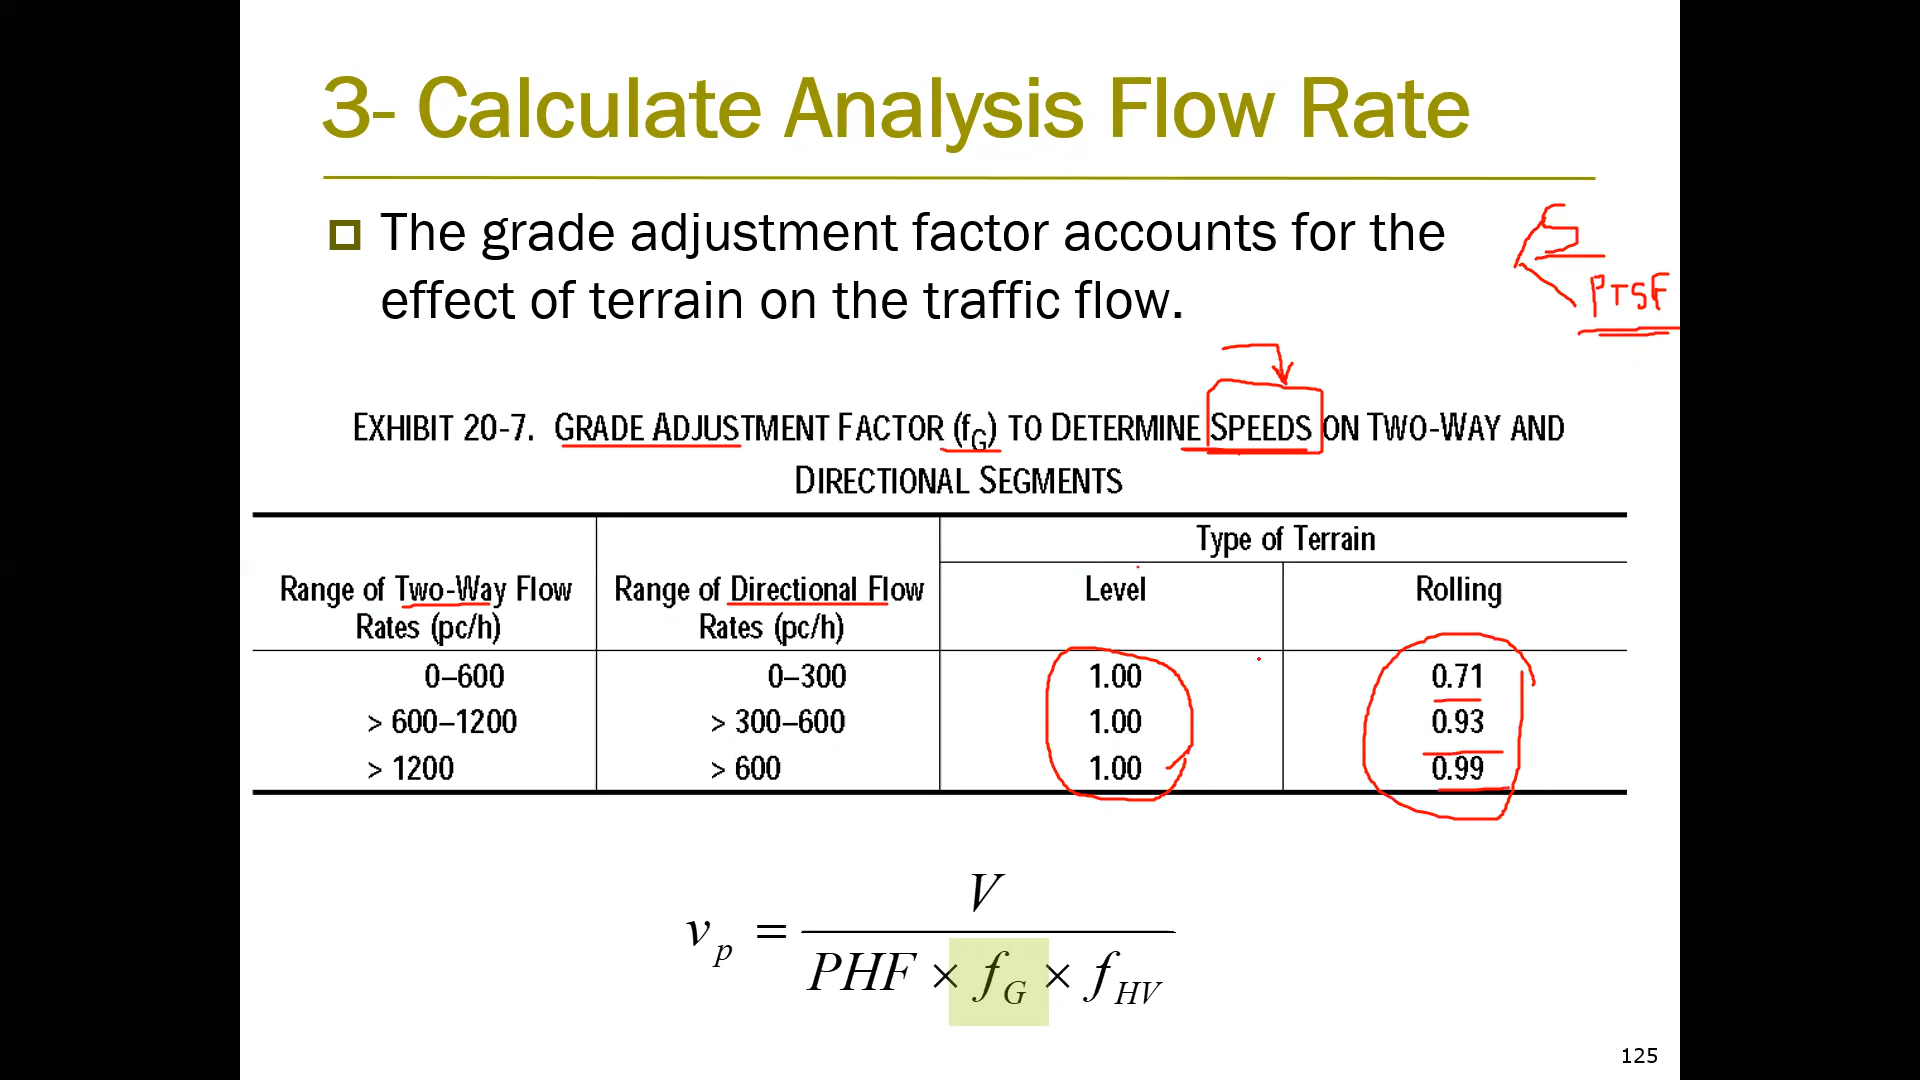 3- Calculate Analysis Flow Rate
The grade adjustment factor accounts for the
effect of terrain on the traffic flow.
S
PTSF
EXHIBIT 20-7. GRADE ADJUSTMENT FACTOR (fG) TO DETERMINE SPEEDS ON TWO-WAY AND
DIRECTIONAL SEGMENTS
Type of Terrain
Range of Two-Way Flow Range of Directional Flow Level Rolling
Rates (pc/h) Rates (pc/h)
0–600 0–300 1.00 0.71
> 600–1200 > 300–600 1.00 0.93
> 1200 > 600 1.00 0.99
V
vp = 
PHF × fG × fHV
125